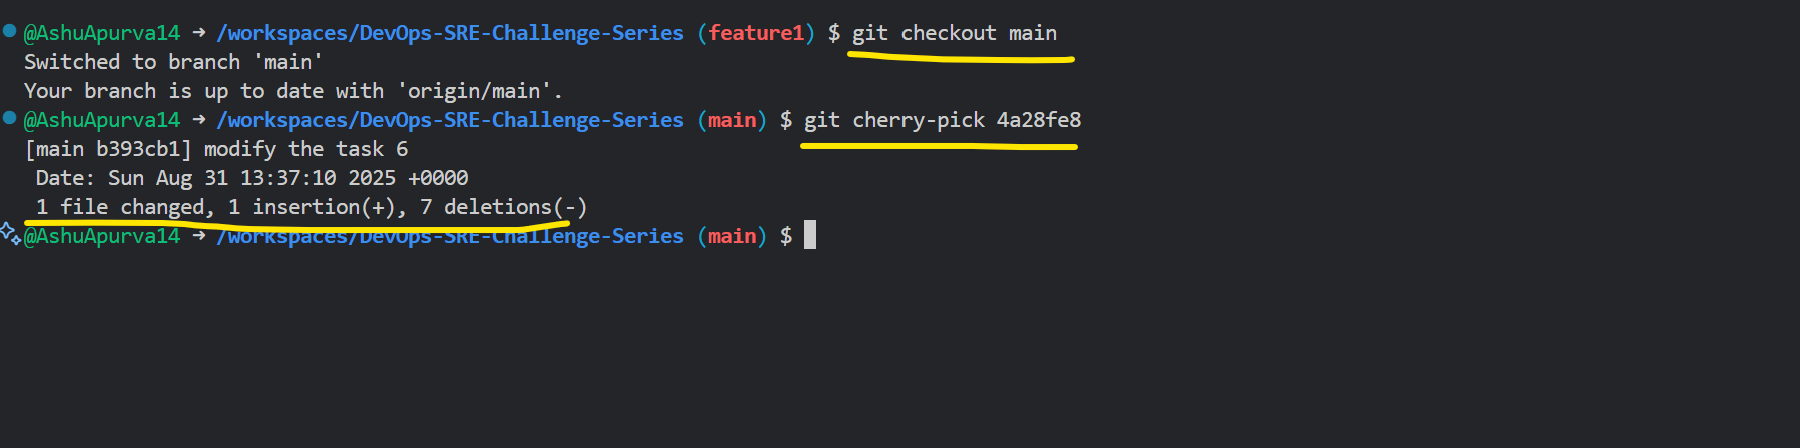 @AshuApurva14 → /workspaces/DevOps-SRE-Challenge-Series (feature1) $ git checkout main
Switched to branch 'main'
Your branch is up to date with 'origin/main'.
@AshuApurva14 → /workspaces/DevOps-SRE-Challenge-Series (main) $ git cherry-pick 4a28fe8
[main b393cb1] modify the task 6
 Date: Sun Aug 31 13:37:10 2025 +0000
 1 file changed, 1 insertion(+), 7 deletions(-)
@AshuApurva14 → /workspaces/DevOps-SRE-Challenge-Series (main) $